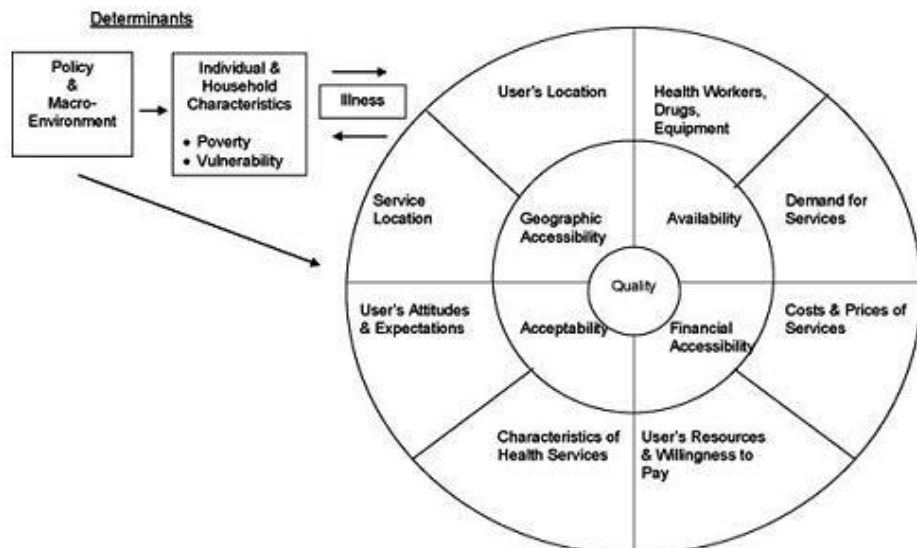 Determinants
Policy
&
Macro-
Environment
Individual &
Household
Characteristics
• Poverty
• Vulnerability
Illness
User's Location
Health Workers,
Drugs,
Equipment
Service
Location
Geographic
Accessibility
Availability
Demand for
Services
Quality
User's Attitudes
& Expectations
Acceptability
Financial
Accessibility
Costs & Prices of
Services
Characteristics of
Health Services
User's Resources
& Willingness to
Pay